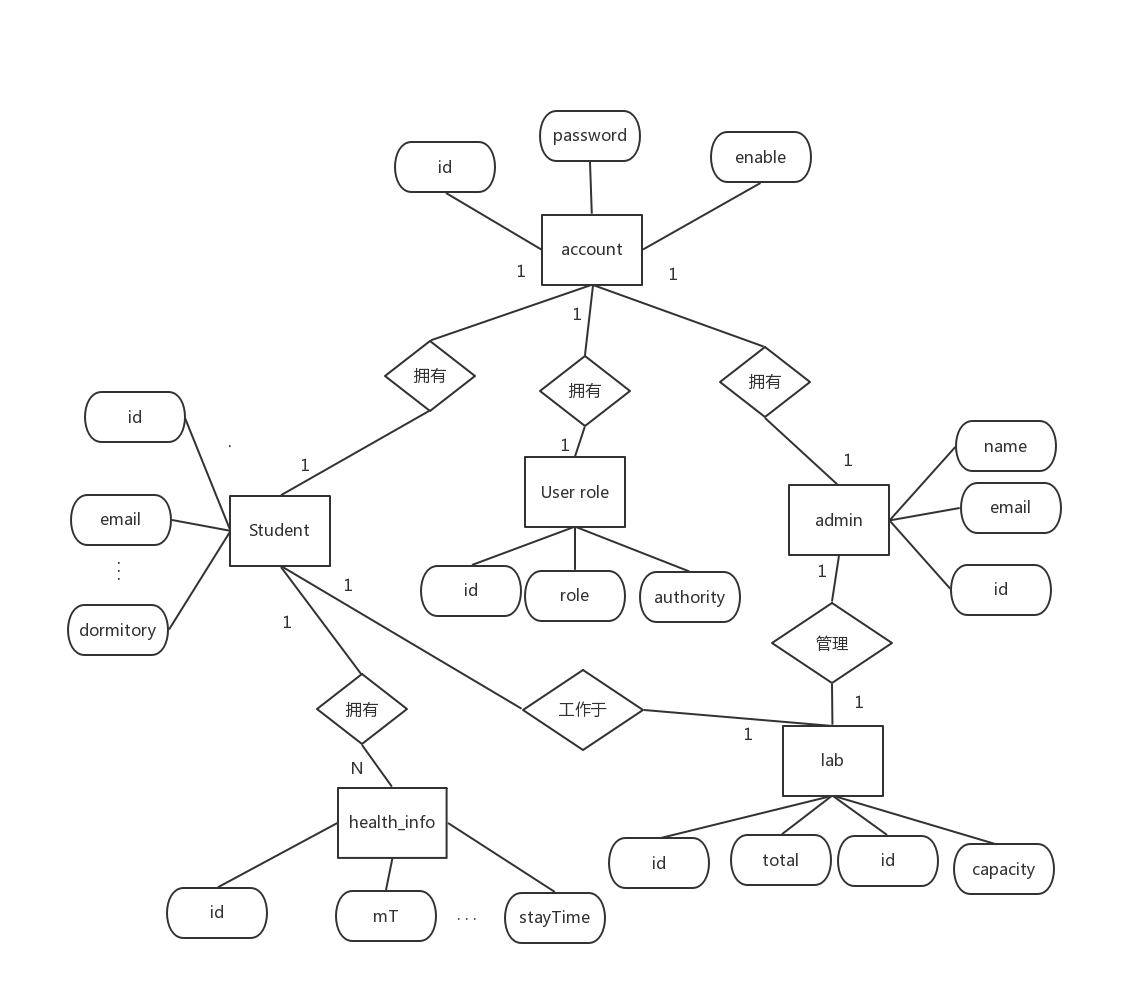 password
enable
id
account
1
1
1
拥有
拥有
拥有
id
.
1
1
1
name
Student
User role
admin
email
email
⋮
dormitory
id
role
authority
id
1
1
1
管理
拥有
工作于
1
1
N
lab
health_info
id
total
id
capacity
id
mT
...
stayTime